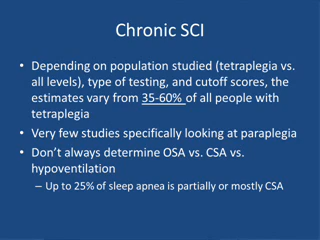 Chronic SCI
• Depending on population studied (tetraplegia vs.
all levels), type of testing, and cutoff scores, the
estimates vary from 35-60% of all people with
tetraplegia
• Very few studies specifically looking at paraplegia
• Don’t always determine OSA vs. CSA vs.
hypoventilation
– Up to 25% of sleep apnea is partially or mostly CSA